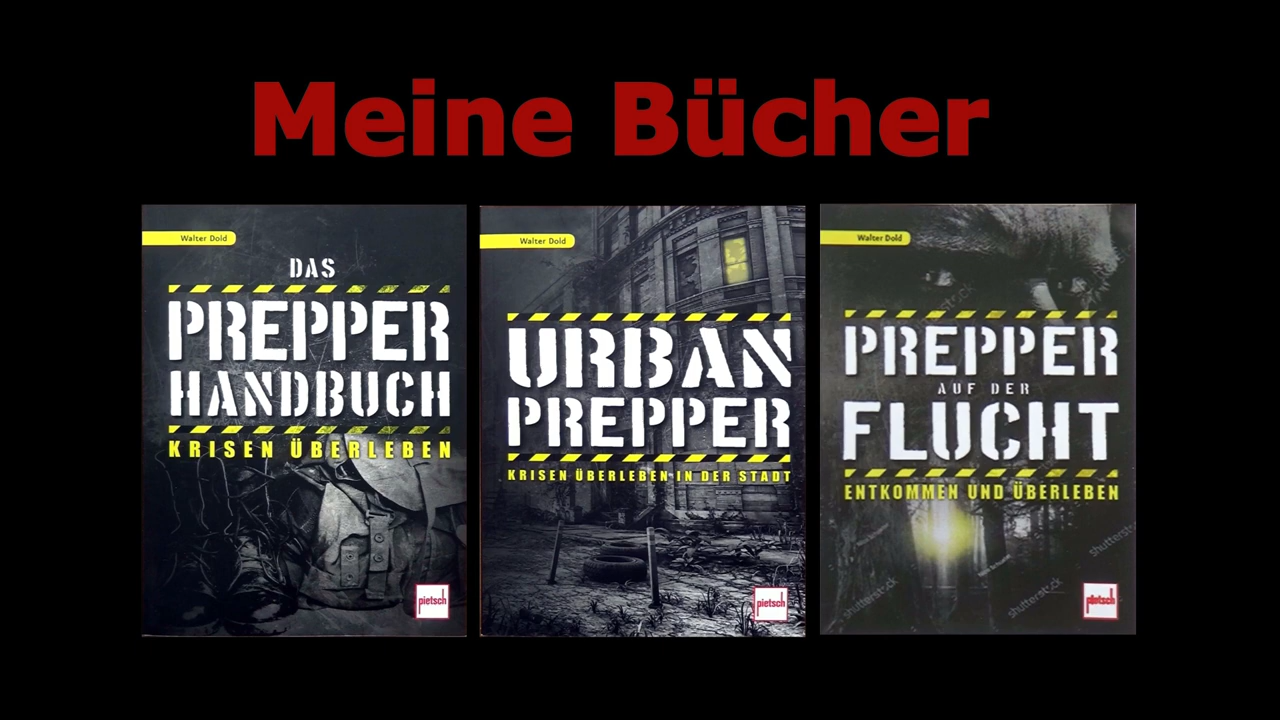 Meine Bücher
Walter Dold
DAS
PREPPER
HANDBUCH
KRISEN ÜBERLEBEN
pietsch
Walter Dold
URBAN
PREPPER
KRISEN ÜBERLEBEN IN DER STADT
pietsch
Walter Dold
PREPPER
AUF DER
FLUCHT
ENTKOMMEN UND ÜBERLEBEN
shutterstock
shutterstock
shutterstock
pietsch